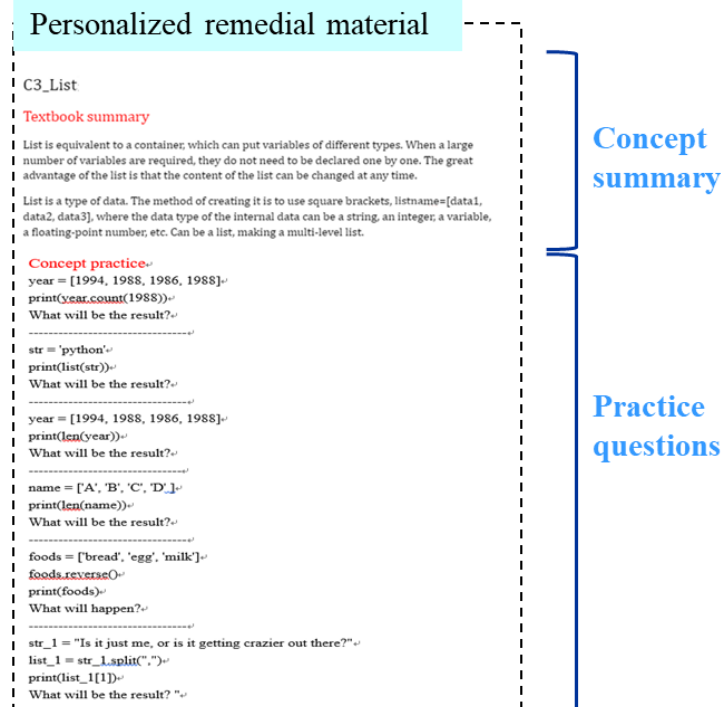 Personalized remedial material
C3_List
Textbook summary
List is equivalent to a container, which can put variables of different types. When a large
number of variables are required, they do not need to be declared one by one. The great
advantage of the list is that the content of the list can be changed at any time.
List is a type of data. The method of creating it is to use square brackets, listname=[data1,
data2, data3], where the data type of the internal data can be a string, an integer, a variable,
a floating-point number, etc. Can be a list, making a multi-level list.
Concept summary
Concept practice
year = [1994, 1988, 1986, 1988]
print(year.count(1988))
What will be the result?
--------------------------------
str = 'python'
print(list(str))
What will be the result?
--------------------------------
year = [1994, 1988, 1986, 1988]
print(len(year))
What will be the result?
--------------------------------
name = ['A', 'B', 'C', 'D' ]
print(len(name))
What will be the result?
--------------------------------
foods = ['bread', 'egg', 'milk']
foods.reverse()
print(foods)
What will happen?
--------------------------------
str_1 = "Is it just me, or is it getting crazier out there?"
list_1 = str_1.split(",")
print(list_1[1])
What will be the result? "
Practice
questions